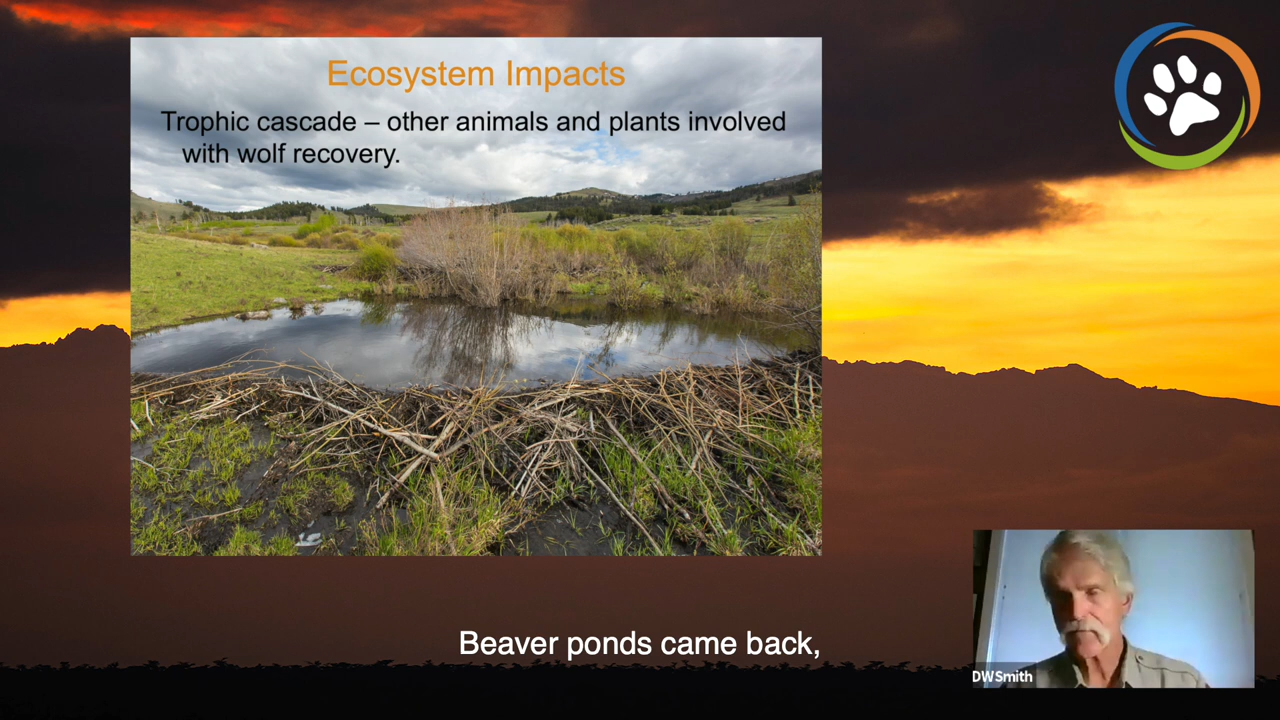 Ecosystem Impacts
Trophic cascade – other animals and plants involved
with wolf recovery.
Beaver ponds came back,
DWSmith